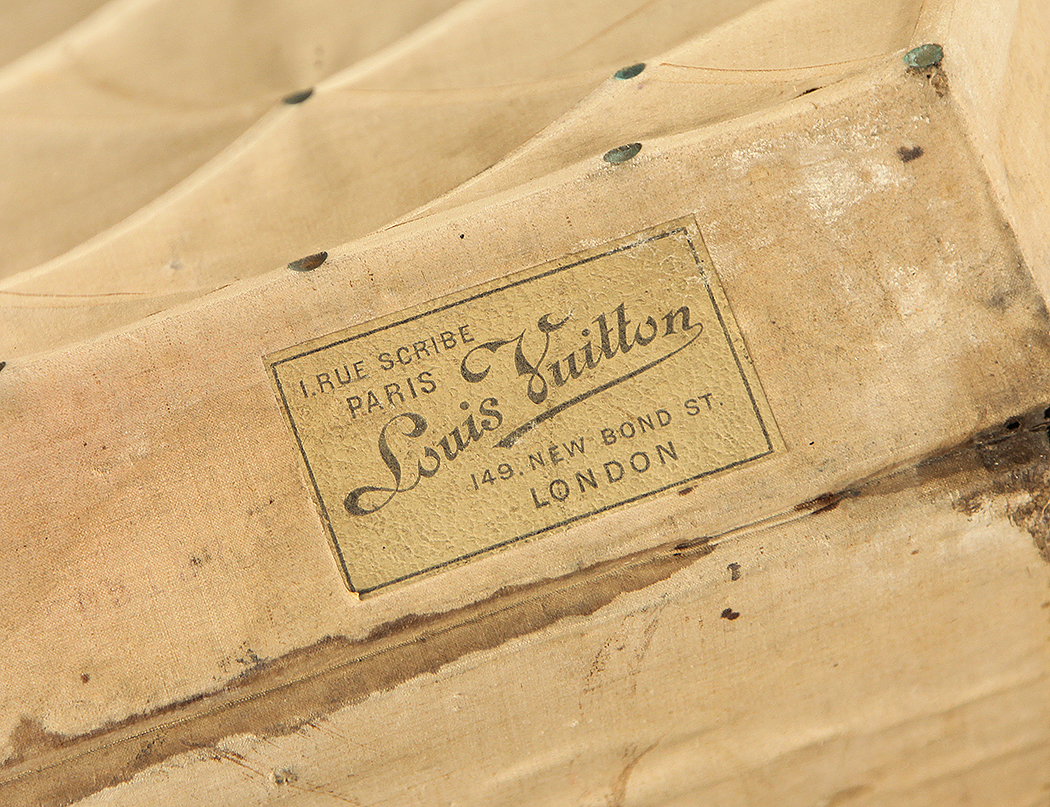 1. RUE SCRIBE
PARIS
Louis Vuitton
149. NEW BOND ST.
LONDON